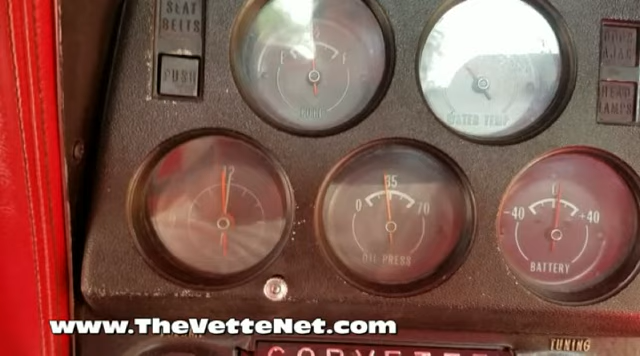 SEAT
BELTS
PUSH
E F
FUEL
WATER TEMP
DOOR
AJAR
HEAD
LAMPS
12
0 35 70
OIL PRESS
-40 0 +40
BATTERY
www.TheVetteNet.com
TUNING
CORVETTE